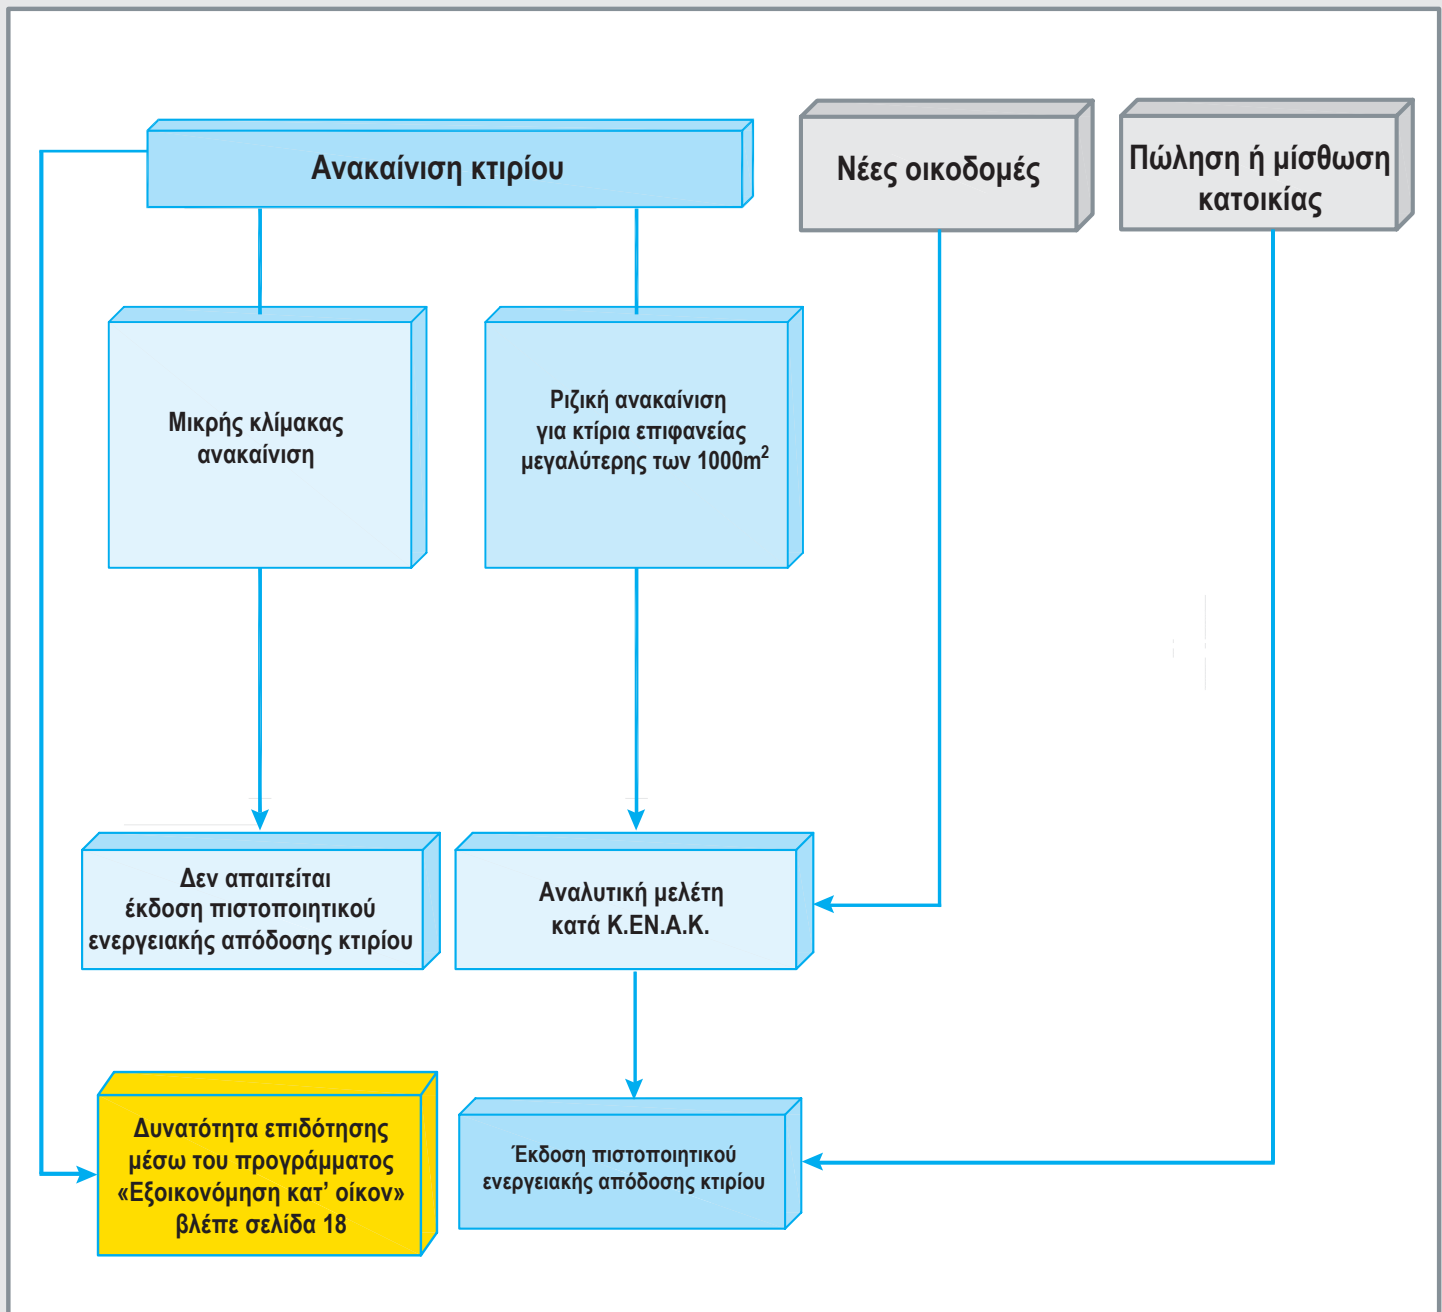 Ανακαίνιση κτιρίου
Νέες οικοδομές
Πώληση ή μίσθωση
κατοικίας
Μικρής κλίμακας
ανακαίνιση
Ριζική ανακαίνιση
για κτίρια επιφανείας
μεγαλύτερης των 1000m²
Δεν απαιτείται
έκδοση πιστοποιητικού
ενεργειακής απόδοσης κτιρίου
Αναλυτική μελέτη
κατά Κ.ΕΝ.Α.Κ.
Δυνατότητα επιδότησης
μέσω του προγράμματος
«Εξοικονόμηση κατ’ οίκον»
βλέπε σελίδα 18
Έκδοση πιστοποιητικού
ενεργειακής απόδοσης κτιρίου